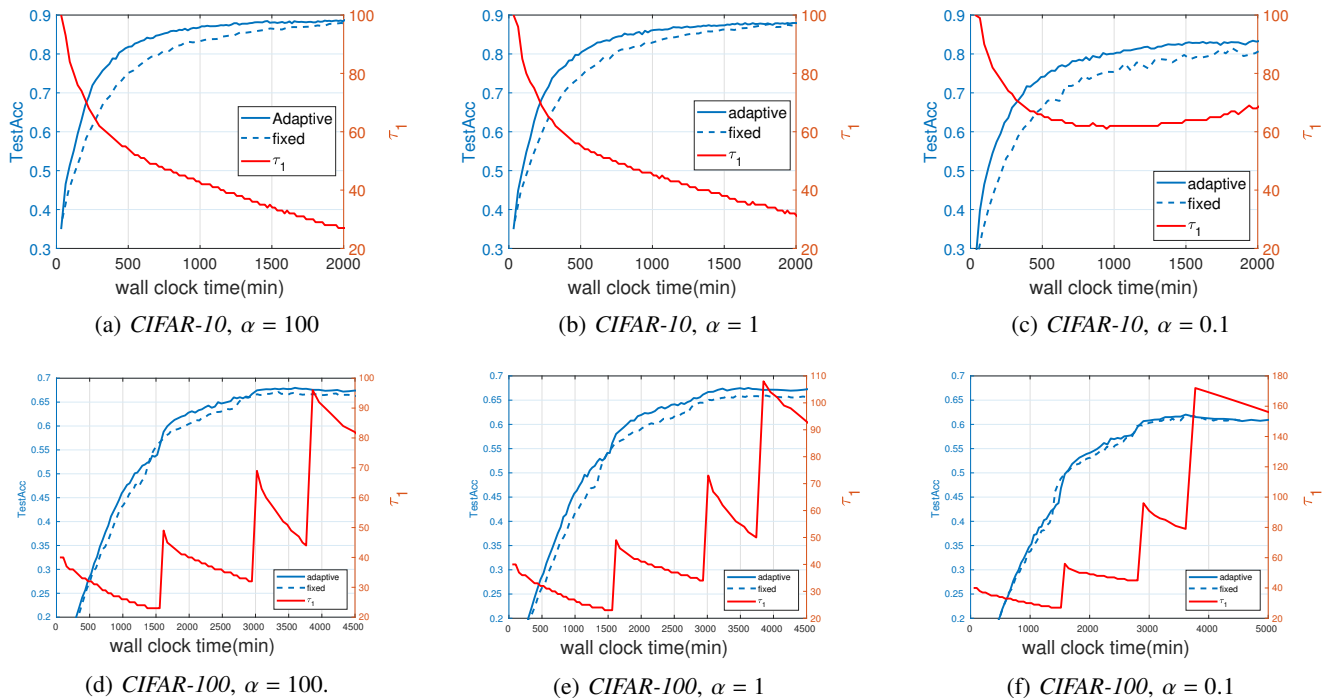 0.9
0.8
0.7
0.6
0.5
0.4
0.3
TestAcc
100
80
60
40
20
τ1
Adaptive
fixed
τ1
0 500 1000 1500 2000
wall clock time(min)
(a) CIFAR-10, α = 100
0.9
0.8
0.7
0.6
0.5
0.4
0.3
TestAcc
100
80
60
40
20
τ1
adaptive
fixed
τ1
0 500 1000 1500 2000
wall clock time(min)
(b) CIFAR-10, α = 1
0.9
0.8
0.7
0.6
0.5
0.4
0.3
TestAcc
100
80
60
40
20
τ1
adaptive
fixed
τ1
0 500 1000 1500 2000
wall clock time(min)
(c) CIFAR-10, α = 0.1
0.7
0.65
0.6
0.55
0.5
0.45
0.4
0.35
0.3
0.25
0.2
TestAcc
100
90
80
70
60
50
40
30
20
τ1
adaptive
fixed
τ1
0 500 1000 1500 2000 2500 3000 3500 4000 4500
wall clock time(min)
(d) CIFAR-100, α = 100.
0.7
0.65
0.6
0.55
0.5
0.45
0.4
0.35
0.3
0.25
0.2
TestAcc
110
100
90
80
70
60
50
40
30
20
τ1
adaptive
fixed
τ1
0 500 1000 1500 2000 2500 3000 3500 4000 4500
wall clock time(min)
(e) CIFAR-100, α = 1
0.7
0.65
0.6
0.55
0.5
0.45
0.4
0.35
0.3
0.25
0.2
TestAcc
180
160
140
120
100
80
60
40
20
τ1
adaptive
fixed
τ1
0 1000 2000 3000 4000 5000
wall clock time(min)
(f) CIFAR-100, α = 0.1